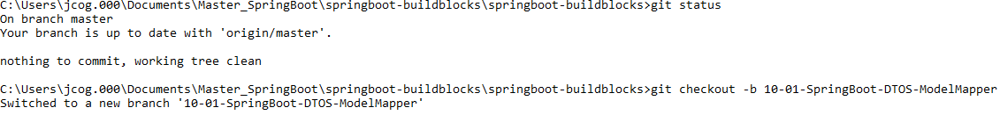 C:\Users\jcog.000\Documents\Master_SpringBoot\springboot-buildblocks\springboot-buildblocks>git status
On branch master
Your branch is up to date with 'origin/master'.
nothing to commit, working tree clean
C:\Users\jcog.000\Documents\Master_SpringBoot\springboot-buildblocks\springboot-buildblocks>git checkout -b 10-01-SpringBoot-DTOS-ModelMapper
Switched to a new branch '10-01-SpringBoot-DTOS-ModelMapper'